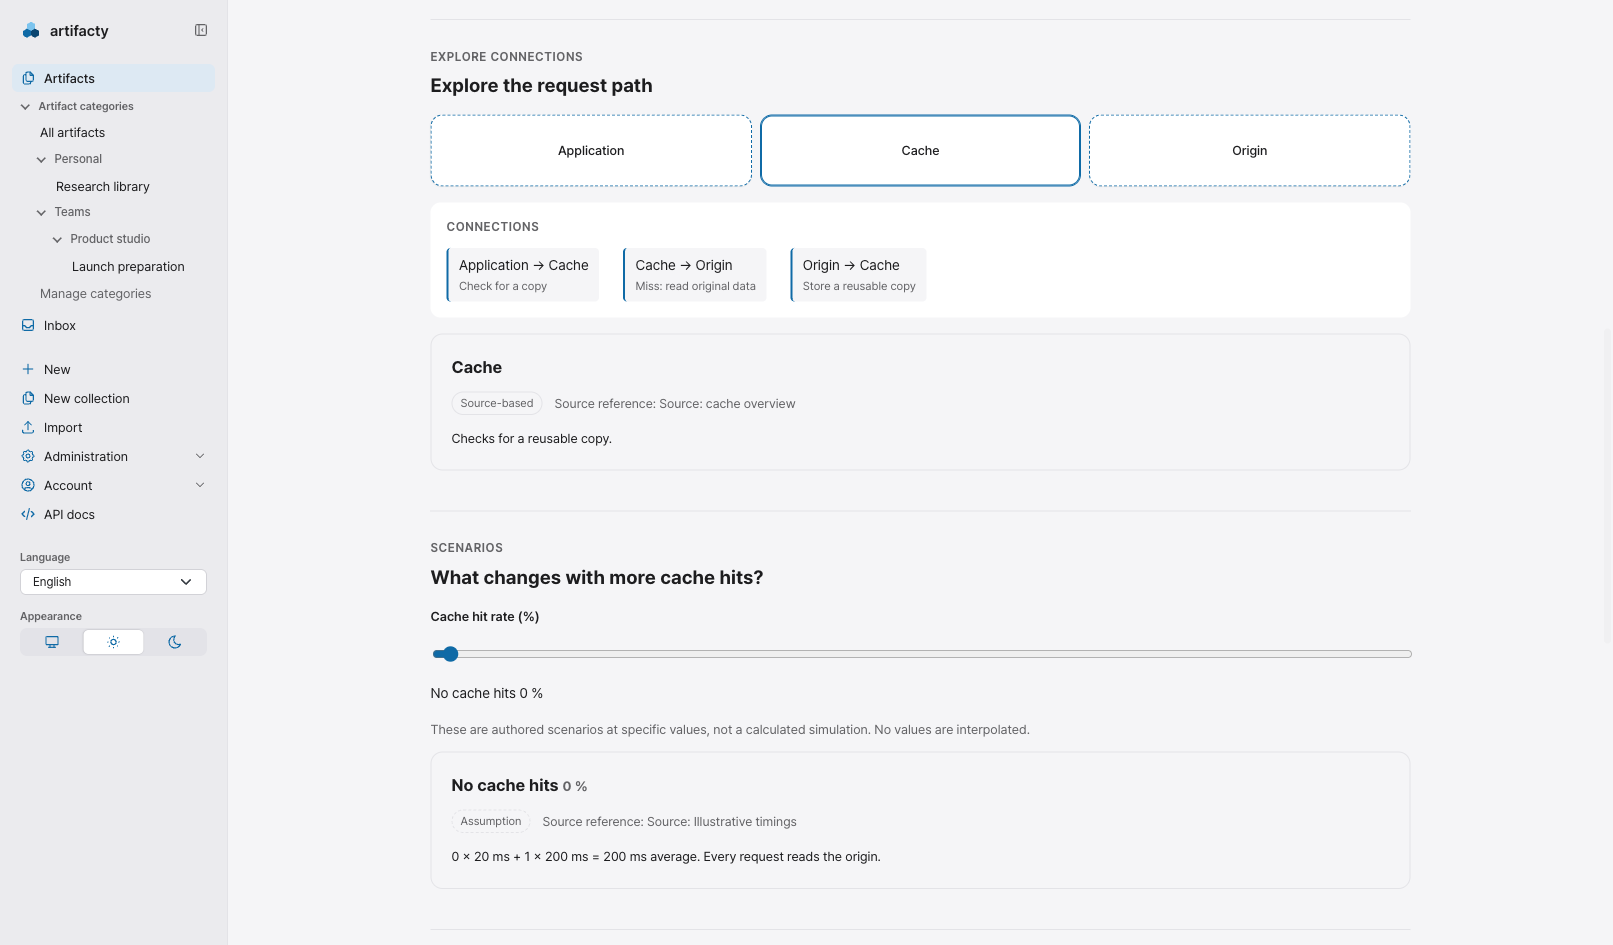 artifacty
Artifacts
Artifact categories
All artifacts
Personal
Research library
Teams
Product studio
Launch preparation
Manage categories
Inbox
New
New collection
Import
Administration
Account
API docs
Language
English
Appearance
EXPLORE CONNECTIONS
Explore the request path
Application
Cache
Origin
CONNECTIONS
Application → Cache
Check for a copy
Cache → Origin
Miss: read original data
Origin → Cache
Store a reusable copy
Cache
Source-based
Source reference: Source: cache overview
Checks for a reusable copy.
SCENARIOS
What changes with more cache hits?
Cache hit rate (%)
No cache hits 0 %
These are authored scenarios at specific values, not a calculated simulation. No values are interpolated.
No cache hits 0 %
Assumption
Source reference: Source: Illustrative timings
0 × 20 ms + 1 × 200 ms = 200 ms average. Every request reads the origin.